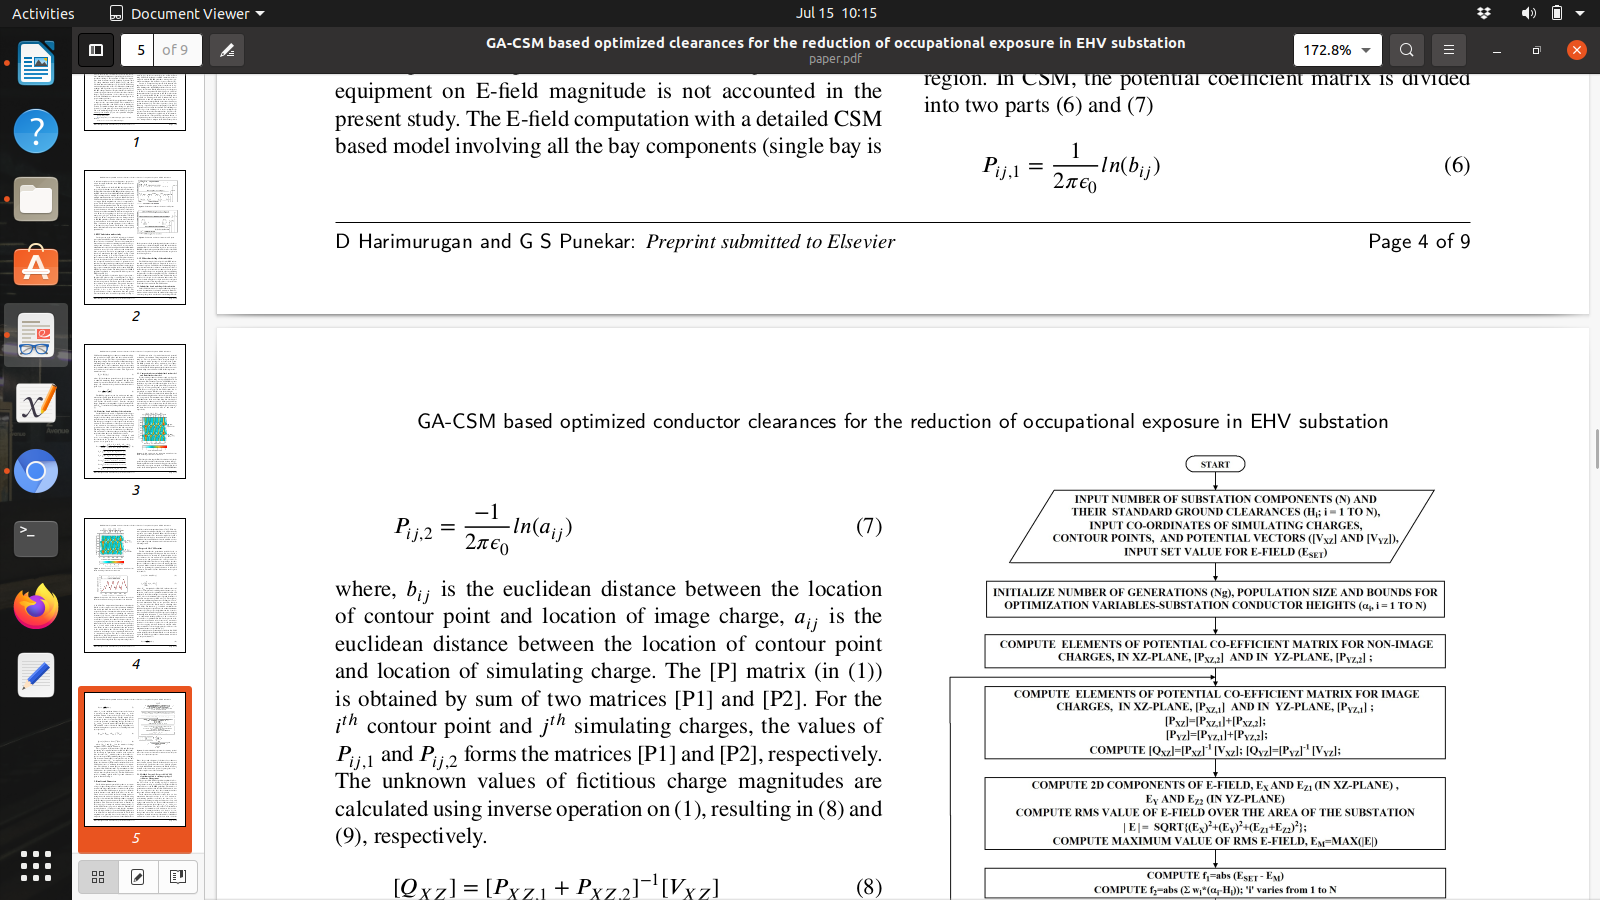 Activities
Document Viewer
Jul 15 10:15
5 of 9
GA-CSM based optimized clearances for the reduction of occupational exposure in EHV substation
paper.pdf
172.8%
1
2
3
4
5
equipment on E-field magnitude is not accounted in the
present study. The E-field computation with a detailed CSM
based model involving all the bay components (single bay is
region. In CSM, the potential coefficient matrix is divided
into two parts (6) and (7)
P_{ij,1} = \frac{1}{2πϵ_0} ln(b_{ij}) (6)
D Harimurugan and G S Punekar: Preprint submitted to Elsevier
Page 4 of 9
GA-CSM based optimized conductor clearances for the reduction of occupational exposure in EHV substation
P_{ij,2} = \frac{-1}{2πϵ_0} ln(a_{ij}) (7)
where, b_{ij} is the euclidean distance between the location
of contour point and location of image charge, a_{ij} is the
euclidean distance between the location of contour point
and location of simulating charge. The [P] matrix (in (1))
is obtained by sum of two matrices [P1] and [P2]. For the
i^{th} contour point and j^{th} simulating charges, the values of
P_{ij,1} and P_{ij,2} forms the matrices [P1] and [P2], respectively.
The unknown values of fictitious charge magnitudes are
calculated using inverse operation on (1), resulting in (8) and
(9), respectively.
[Q_{XZ}] = [P_{XZ,1} + P_{XZ,2}]^{-1}[V_{XZ}] (8)
START
INPUT NUMBER OF SUBSTATION COMPONENTS (N) AND
THEIR STANDARD GROUND CLEARANCES (H_i; i = 1 TO N),
INPUT CO-ORDINATES OF SIMULATING CHARGES,
CONTOUR POINTS, AND POTENTIAL VECTORS ([V_{XZ}] AND [V_{YZ}]),
INPUT SET VALUE FOR E-FIELD (E_{SET})
INITIALIZE NUMBER OF GENERATIONS (Ng), POPULATION SIZE AND BOUNDS FOR
OPTIMIZATION VARIABLES-SUBSTATION CONDUCTOR HEIGHTS (α_i, i = 1 TO N)
COMPUTE ELEMENTS OF POTENTIAL CO-EFFICIENT MATRIX FOR NON-IMAGE
CHARGES, IN XZ-PLANE, [P_{XZ,2}] AND IN YZ-PLANE, [P_{YZ,2}] ;
COMPUTE ELEMENTS OF POTENTIAL CO-EFFICIENT MATRIX FOR IMAGE
CHARGES, IN XZ-PLANE, [P_{XZ,1}] AND IN YZ-PLANE, [P_{YZ,1}] ;
[P_{XZ}]=[P_{XZ,1}]+[P_{XZ,2}];
[P_{YZ}]=[P_{YZ,1}]+[P_{YZ,2}];
COMPUTE [Q_{XZ}]=[P_{XZ}]^{-1} [V_{XZ}]; [Q_{YZ}]=[P_{YZ}]^{-1} [V_{YZ}];
COMPUTE 2D COMPONENTS OF E-FIELD, E_X AND E_{Z1} (IN XZ-PLANE) ,
E_Y AND E_{Z2} (IN YZ-PLANE)
COMPUTE RMS VALUE OF E-FIELD OVER THE AREA OF THE SUBSTATION
| E | = SQRT{(E_X)^2+(E_Y)^2+(E_{Z1}+E_{Z2})^2};
COMPUTE MAXIMUM VALUE OF RMS E-FIELD, E_M=MAX(|E|)
COMPUTE f_1=abs (E_{SET} - E_M)
COMPUTE f_2=abs (Σ w_i*(α_i-H_i)); 'i' varies from 1 to N